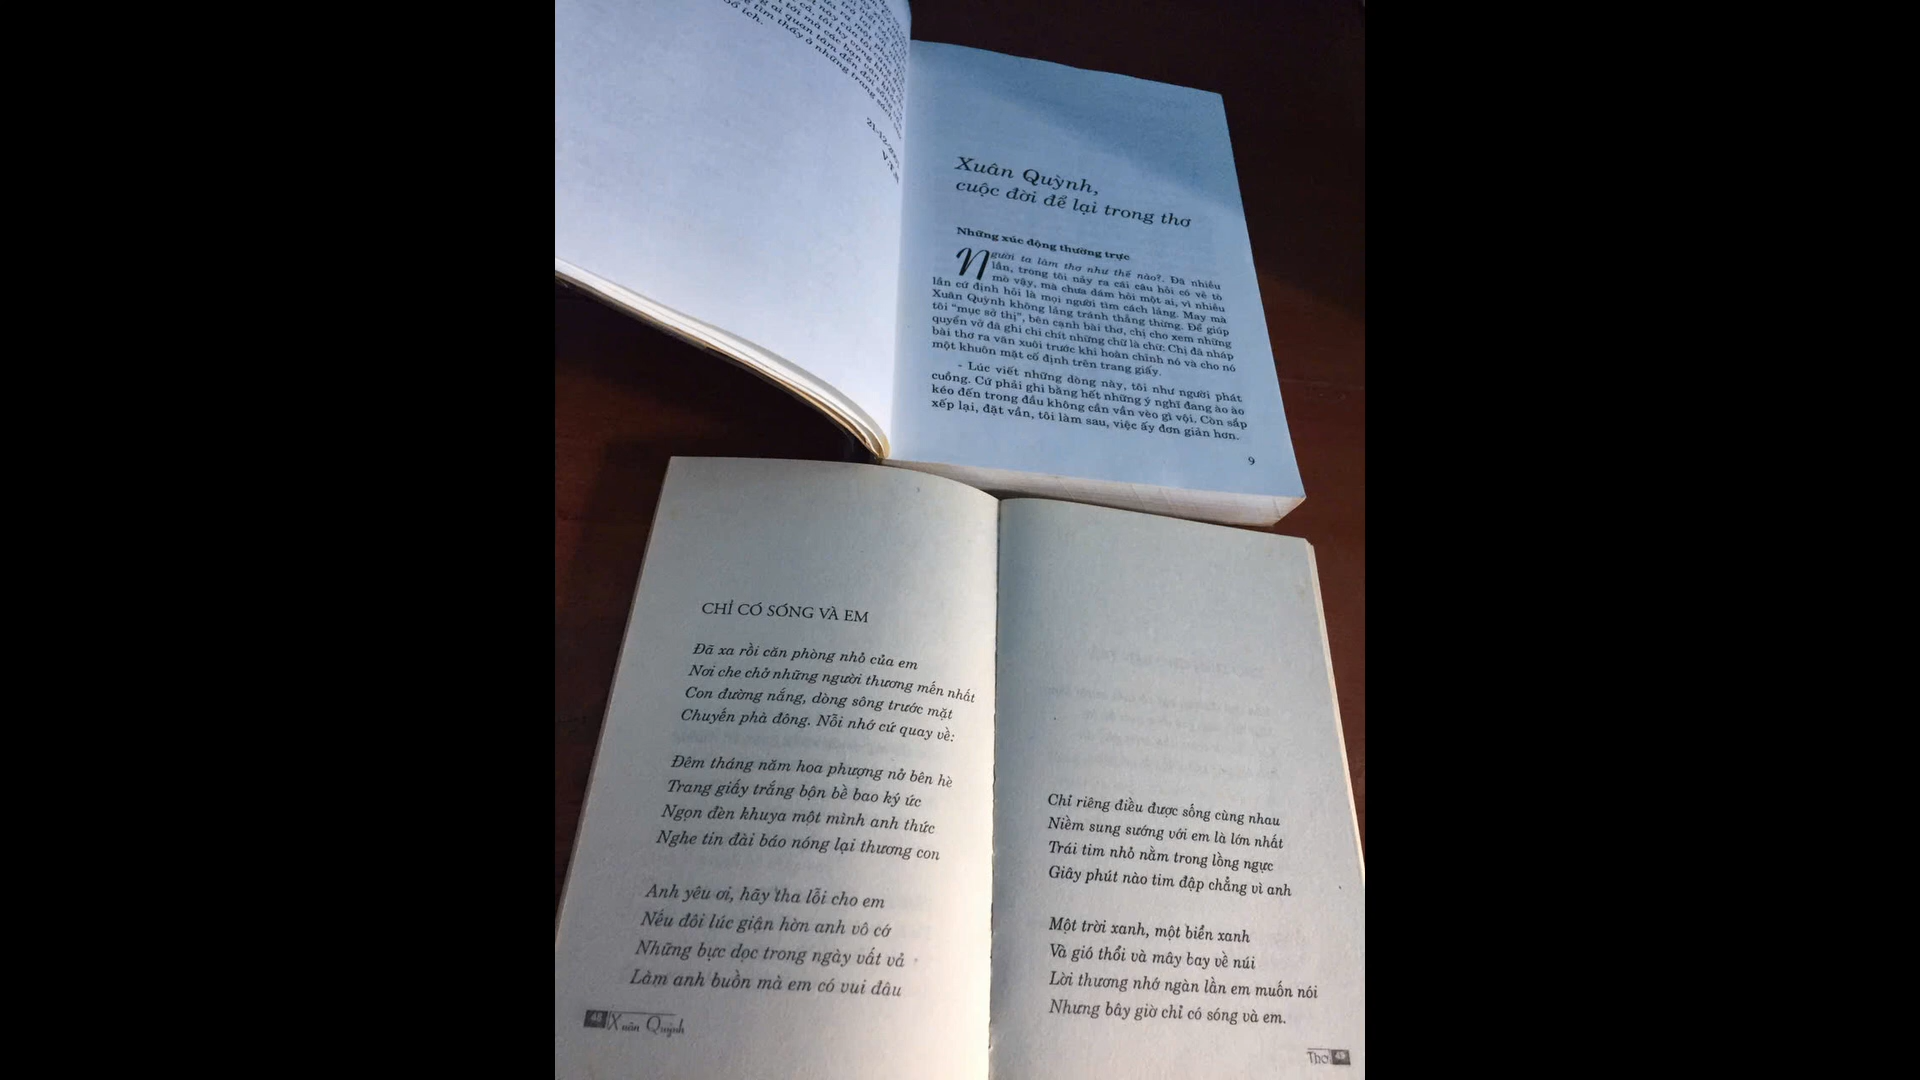 bổ ích.
V.T.N
Xuân Quỳnh,
cuộc đời để lại trong thơ
Những xúc động thường trực
Người ta làm thơ như thế nào?. Đã nhiều
lần, trong tôi nảy ra cái câu hỏi có vẻ tò
mò vậy, mà chưa dám hỏi một ai, vì nhiều
lần cứ định hỏi là mọi người tìm cách lảng. May mà
Xuân Quỳnh không lảng tránh thẳng thừng. Để giúp
tôi "mục sở thị", bên cạnh bài thơ, chị cho xem những
quyển vở đã ghi chi chít những chữ là chữ: Chị đã nháp
bài thơ ra văn xuôi trước khi hoàn chỉnh nó và cho nó
một khuôn mặt cố định trên trang giấy.
- Lúc viết những dòng này, tôi như người phát
cuồng. Cứ phải ghi bằng hết những ý nghĩ đang ào ào
kéo đến trong đầu không cần vần vèo gì vội. Còn sắp
xếp lại, đặt vần, tôi làm sau, việc ấy đơn giản hơn.
9
CHỈ CÓ SÓNG VÀ EM
Đã xa rồi căn phòng nhỏ của em
Nơi che chở những người thương mến nhất
Con đường nắng, dòng sông trước mặt
Chuyến phà đông. Nỗi nhớ cứ quay về:
Đêm tháng năm hoa phượng nở bên hè
Trang giấy trắng bộn bề bao ký ức
Ngọn đèn khuya một mình anh thức
Nghe tin đài báo nóng lại thương con
Anh yêu ơi, hãy tha lỗi cho em
Nếu đôi lúc giận hờn anh vô cớ
Những bực dọc trong ngày vất vả
Làm anh buồn mà em có vui đâu
48 Xuân Quỳnh
Chỉ riêng điều được sống cùng nhau
Niềm sung sướng với em là lớn nhất
Trái tim nhỏ nằm trong lồng ngực
Giây phút nào tim đập chẳng vì anh
Một trời xanh, một biển xanh
Và gió thổi và mây bay về núi
Lời thương nhớ ngàn lần em muốn nói
Nhưng bây giờ chỉ có sóng và em.
Thơ